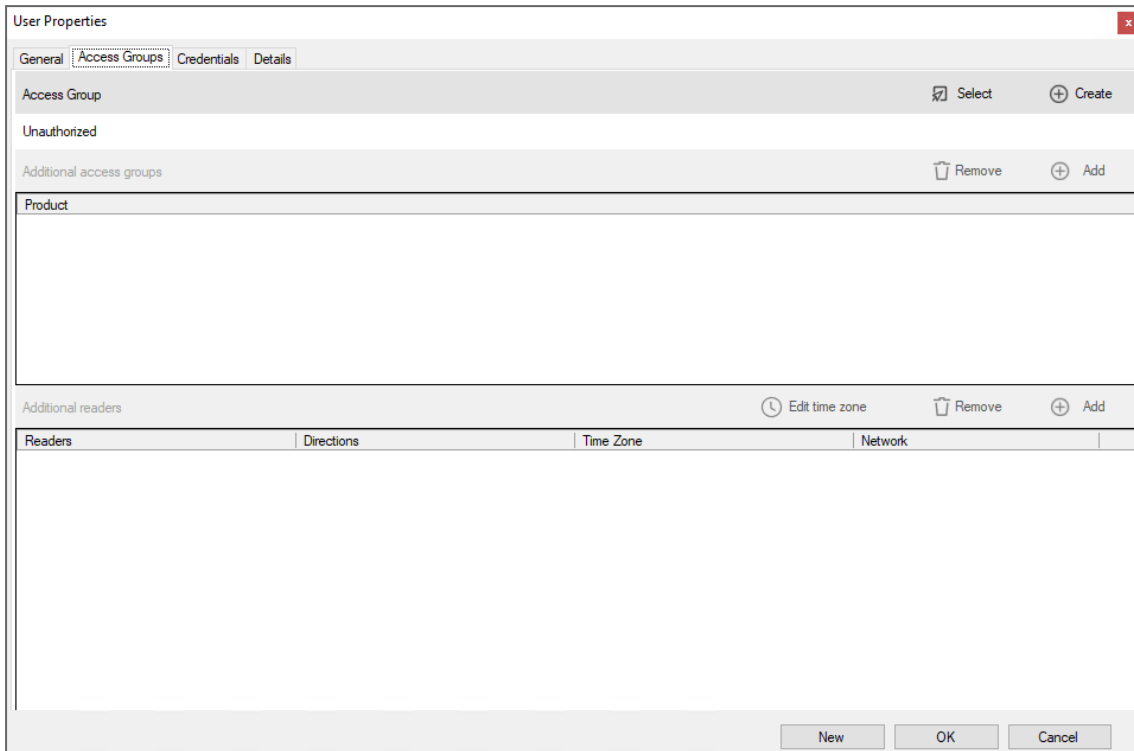 User Properties
x
General Access Groups Credentials Details
Access Group Select Create
Unauthorized
Additional access groups Remove Add
Product
Additional readers Edit time zone Remove Add
Readers Directions Time Zone Network
New OK Cancel